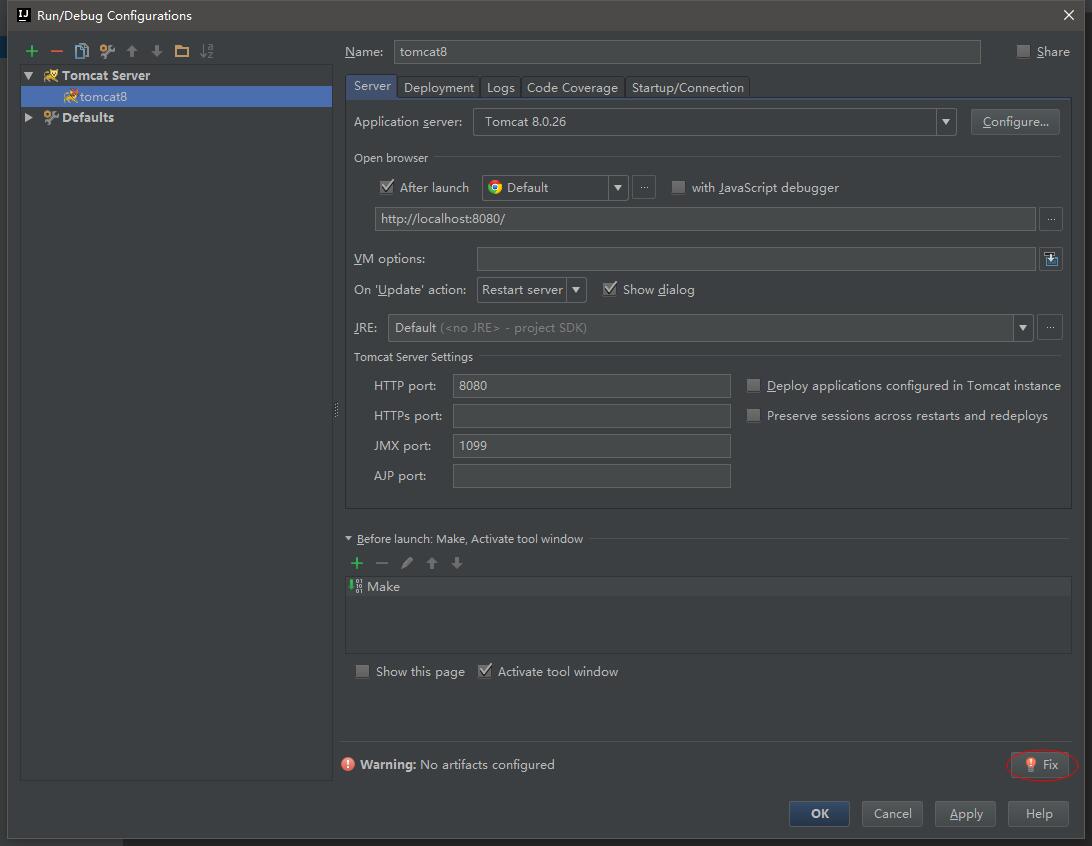 Run/Debug Configurations
Name: tomcat8 Share
Tomcat Server
tomcat8
Defaults
Server Deployment Logs Code Coverage Startup/Connection
Application server: Tomcat 8.0.26 Configure...
Open browser
After launch Default ... with JavaScript debugger
http://localhost:8080/ ...
VM options:
On 'Update' action: Restart server Show dialog
JRE: Default (<no JRE> - project SDK) ...
Tomcat Server Settings
HTTP port: 8080 Deploy applications configured in Tomcat instance
HTTPs port: Preserve sessions across restarts and redeploys
JMX port: 1099
AJP port:
Before launch: Make, Activate tool window
Make
Show this page Activate tool window
Warning: No artifacts configured Fix
OK Cancel Apply Help